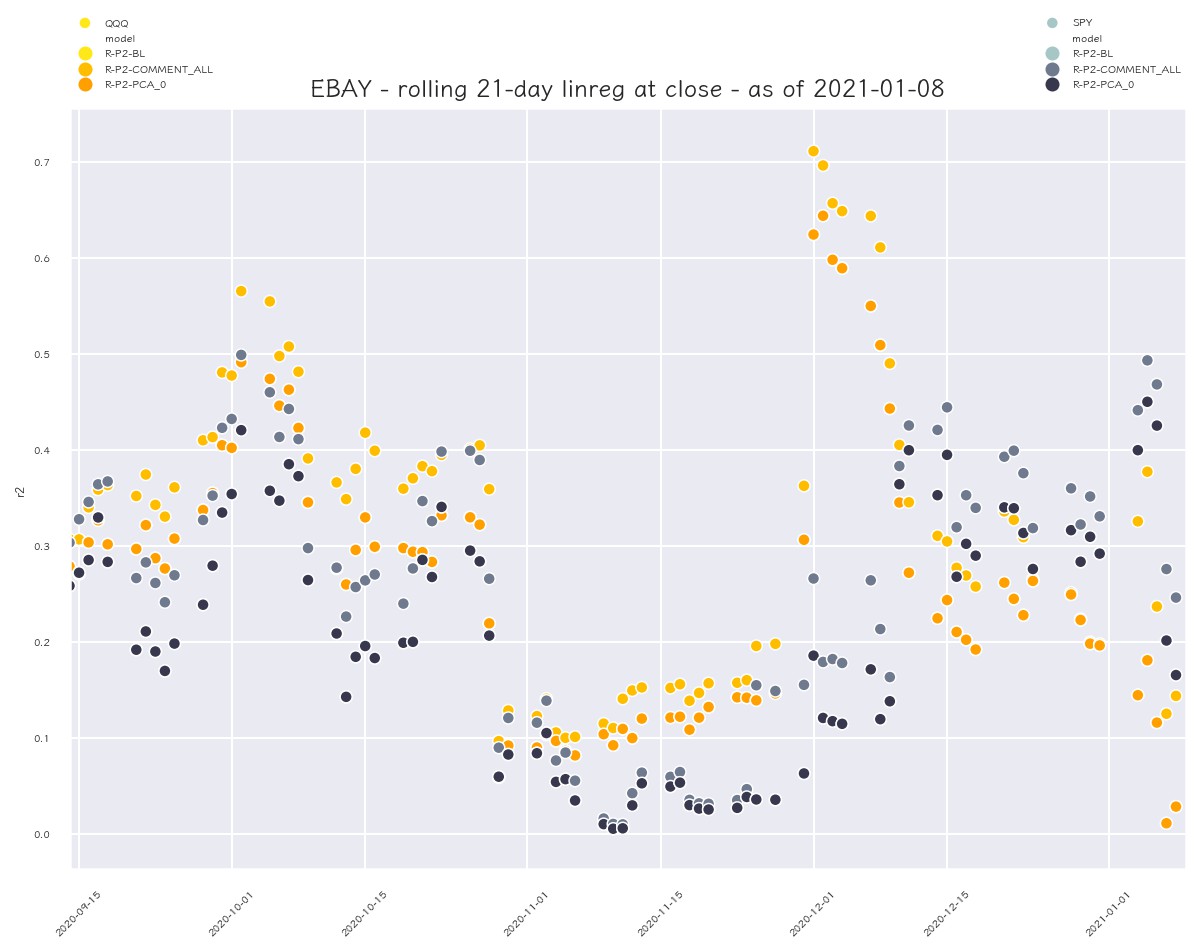 QQQ
model
R-P2-BL
R-P2-COMMENT_ALL
R-P2-PCA_0
SPY
model
R-P2-BL
R-P2-COMMENT_ALL
R-P2-PCA_0
EBAY - rolling 21-day linreg at close - as of 2021-01-08
0.7
0.6
0.5
0.4
0.3
0.2
0.1
0.0
r2
2020-09-15
2020-10-01
2020-10-15
2020-11-01
2020-11-15
2020-12-01
2020-12-15
2021-01-01